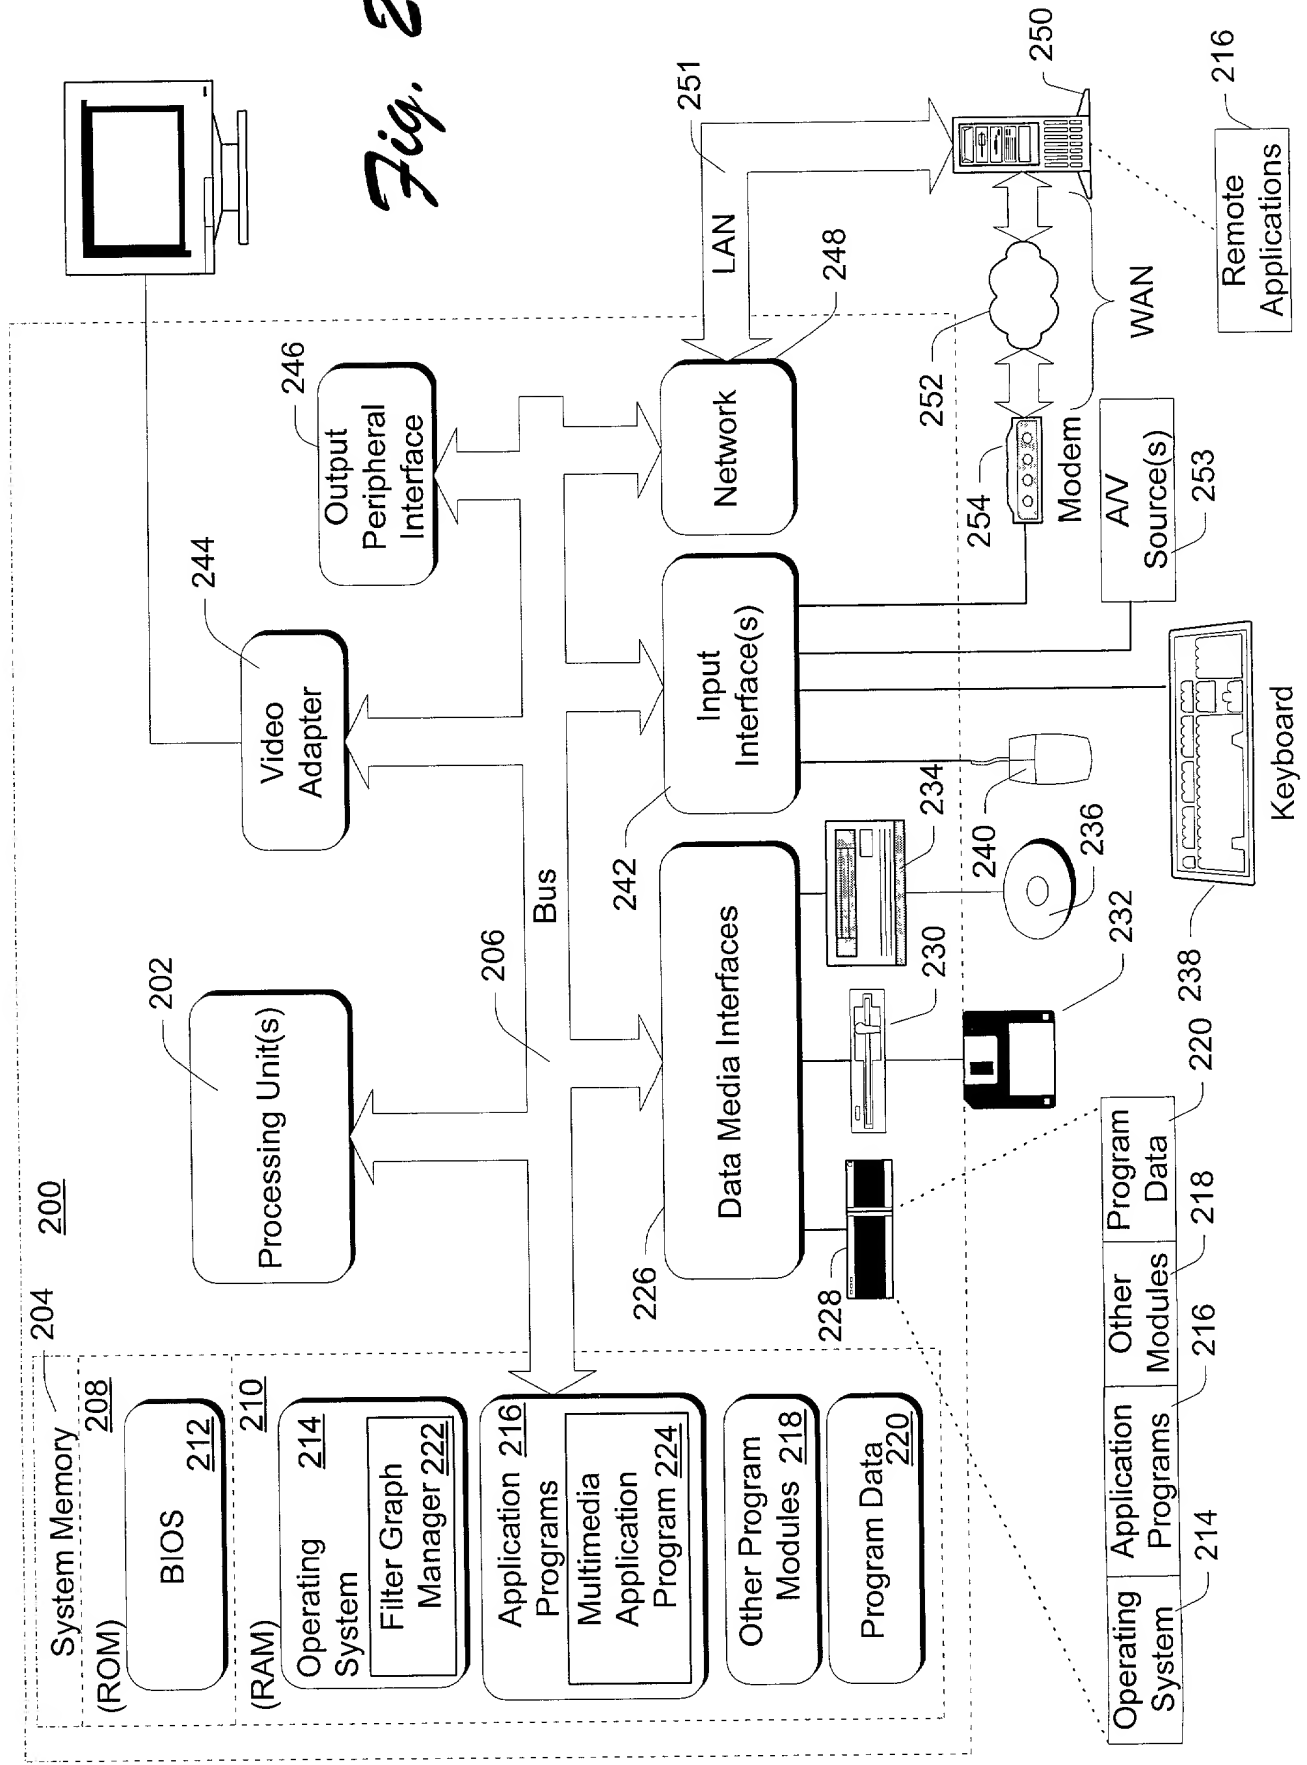 200
System Memory
204
(ROM)
208
BIOS
212
(RAM)
210
Operating
System
214
Filter Graph
Manager 222
Application 216
Programs
Multimedia
Application
Program 224
Other Program
Modules 218
Program Data
220
202
Processing Unit(s)
206
Bus
244
Video
Adapter
246
Output
Peripheral
Interface
Fig. 2
226
Data Media Interfaces
242
Input
Interface(s)
Network
248
LAN
251
228
230
234
232
236
240
238
Keyboard
254
Modem
252
WAN
250
A/V
Source(s)
253
Remote
Applications
216
Operating
System
214
Application
Programs
216
Other
Modules
218
Program
Data
220